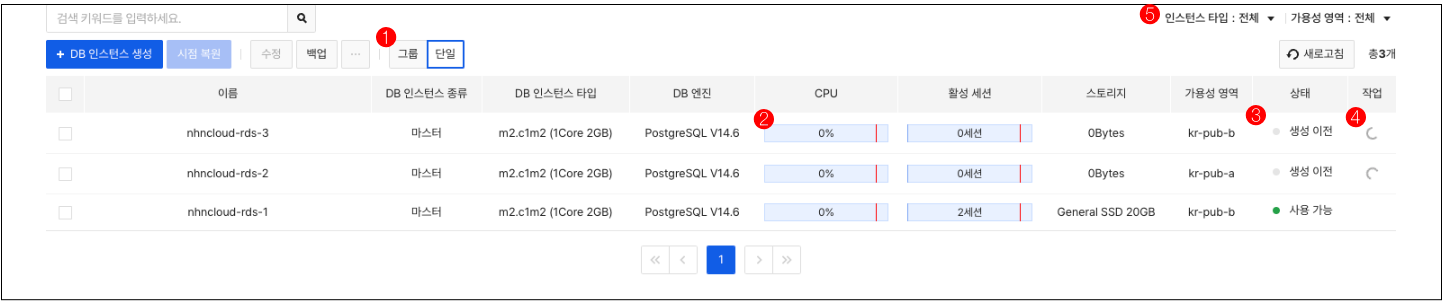 검색 키워드를 입력하세요.
5 인스턴스 타입 : 전체 가용성 영역 : 전체
1
+ DB 인스턴스 생성 시점 복원 수정 백업 ··· 그룹 단일 새로고침 총3개
이름 DB 인스턴스 종류 DB 인스턴스 타입 DB 엔진 CPU 활성 세션 스토리지 가용성 영역 상태 작업
2 3 4
nhncloud-rds-3 마스터 m2.c1m2 (1Core 2GB) PostgreSQL V14.6 0% 0세션 0Bytes kr-pub-b 생성 이전
nhncloud-rds-2 마스터 m2.c1m2 (1Core 2GB) PostgreSQL V14.6 0% 0세션 0Bytes kr-pub-a 생성 이전
nhncloud-rds-1 마스터 m2.c1m2 (1Core 2GB) PostgreSQL V14.6 0% 2세션 General SSD 20GB kr-pub-b 사용 가능
1